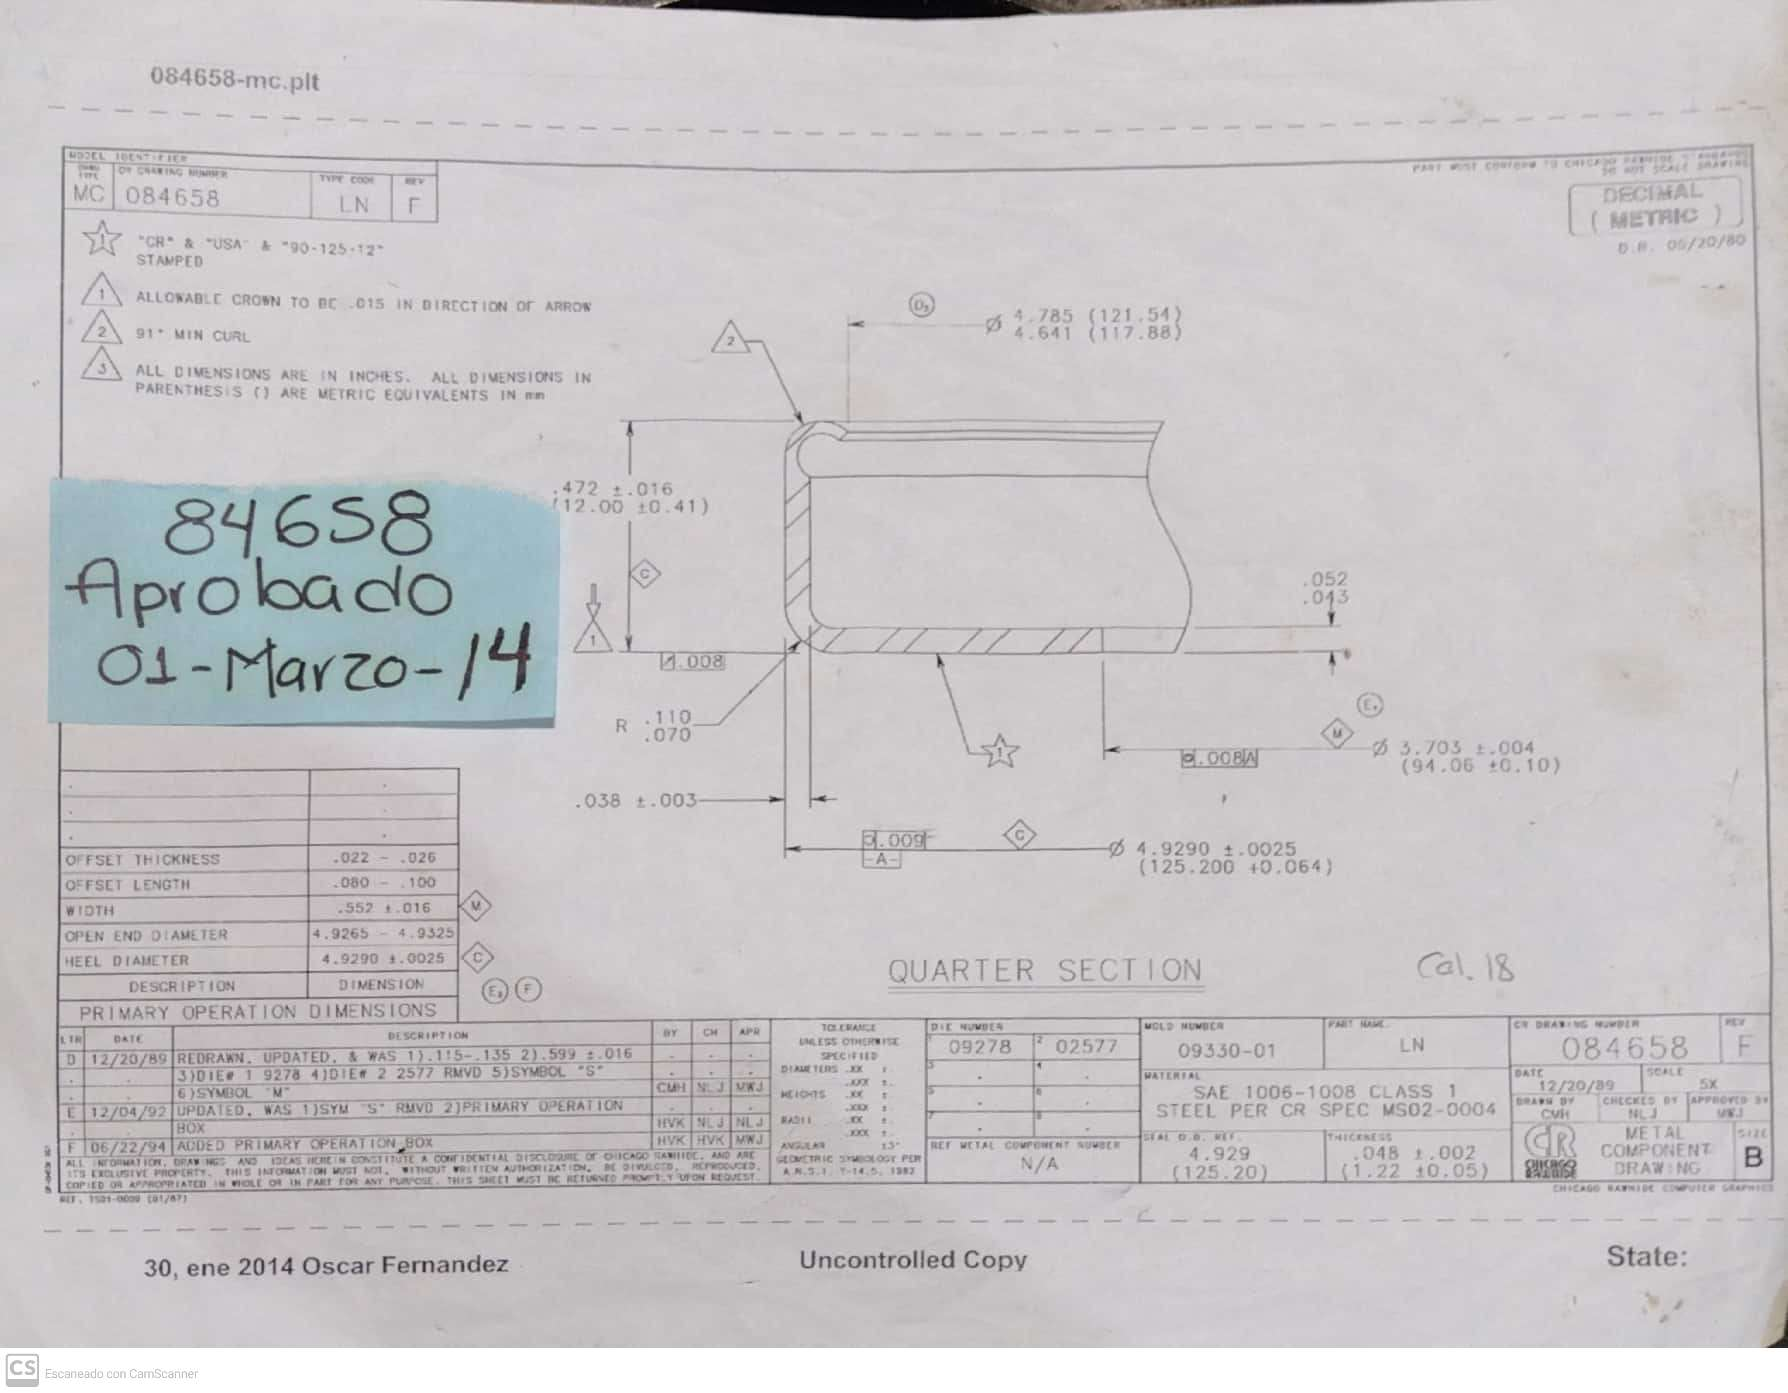 084658-mc.plt
MODEL IDENTIFIER
DWG TYPE
OR DRAWING NUMBER
TYPE CODE
REV
MC
084658
LN
F
PART MUST CONFORM TO CHICAGO RAWHIDE STANDARDS
DO NOT SCALE DRAWING
DECIMAL
( METRIC )
D.R. 05/20/80
1 "CR" & "USA" & "90-125-12"
STAMPED
1 ALLOWABLE CROWN TO BE .015 IN DIRECTION OF ARROW
2 91° MIN CURL
3 ALL DIMENSIONS ARE IN INCHES. ALL DIMENSIONS IN
PARENTHESIS () ARE METRIC EQUIVALENTS IN mm
Ø 4.785 (121.54)
4.641 (117.88)
2
.472 ±.016
(12.00 ±0.41)
C
1
.008
.052
.043
R .110
.070
1
M
.008 A
Ø 3.703 ±.004
(94.06 ±0.10)
.038 ±.003
.009
-A-
C
Ø 4.9290 ±.0025
(125.200 +0.064)
84658
Aprobado
01-Marzo-14
OFFSET THICKNESS .022 - .026
OFFSET LENGTH .080 - .100
WIDTH .552 ±.016 M
OPEN END DIAMETER 4.9265 - 4.9325
HEEL DIAMETER 4.9290 ±.0025 C
DESCRIPTION DIMENSION
F
PRIMARY OPERATION DIMENSIONS
QUARTER SECTION
Cal. 18
LTR DATE DESCRIPTION BY CH APR
D 12/20/89 REDRAWN, UPDATED, & WAS 1).115-.135 2).599 ±.016
3)DIE# 1 9278 4)DIE# 2 2577 RMVD 5)SYMBOL "S"
6)SYMBOL "M" CMH NLJ MWJ
E 12/04/92 UPDATED, WAS 1)SYM "S" RMVD 2)PRIMARY OPERATION
BOX HVK NLJ NLJ
F 06/22/94 ADDED PRIMARY OPERATION BOX HVK HVK MWJ
ALL INFORMATION, DRAWINGS AND IDEAS HEREIN CONSTITUTE A CONFIDENTIAL DISCLOSURE OF CHICAGO RAWHIDE, AND ARE
ITS EXCLUSIVE PROPERTY. THIS INFORMATION MUST NOT, WITHOUT WRITTEN AUTHORIZATION, BE DIVULGED, REPRODUCED,
COPIED OR APPROPRIATED IN WHOLE OR IN PART FOR ANY PURPOSE. THIS SHEET MUST BE RETURNED PROMPTLY UPON REQUEST.
REF. TS01-0009 (01/87)
TOLERANCE
UNLESS OTHERWISE
SPECIFIED
DIAMETERS .XX ±.
.XXX ±.
HEIGHTS .XX ±.
.XXX ±.
RADII .XX ±.
.XXX ±.
ANGULAR ±3°
GEOMETRIC SYMBOLOGY PER
A.N.S.I. Y-14.5, 1982
DIE NUMBER
1 09278
2 02577
3
4
5
6
7
8
REF METAL COMPONENT NUMBER
N/A
MOLD NUMBER
09330-01
PART NAME
LN
MATERIAL
SAE 1006-1008 CLASS 1
STEEL PER CR SPEC MS02-0004
SEAL O.D. REF.
4.929
(125.20)
THICKNESS
.048 ±.002
(1.22 ±0.05)
CR DRAWING NUMBER
084658
REV
F
DATE
12/20/89
SCALE
5X
DRAWN BY
CMH
CHECKED BY
NLJ
APPROVED BY
MWJ
CR
CHICAGO
RAWHIDE
METAL
COMPONENT
DRAWING
SIZE
B
CHICAGO RAWHIDE COMPUTER GRAPHICS
30, ene 2014 Oscar Fernandez
Uncontrolled Copy
State:
CS Escaneado con CamScanner